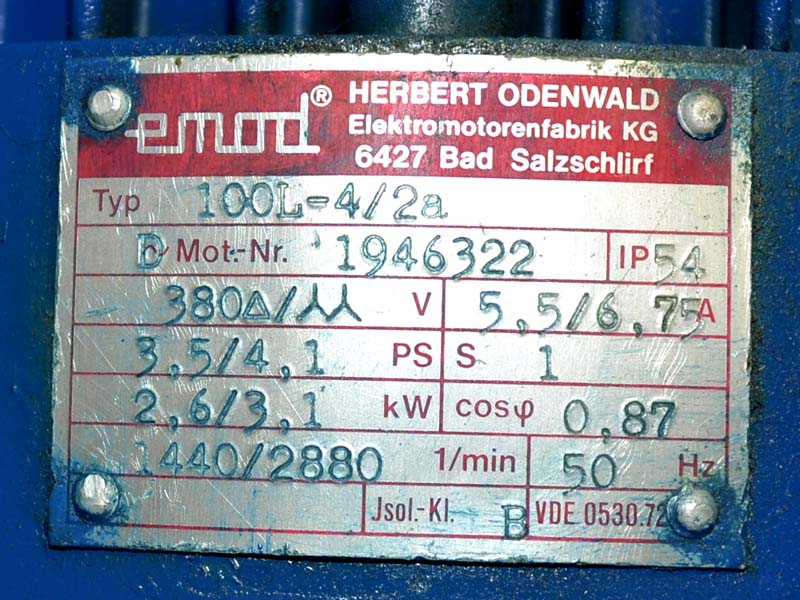 emod® HERBERT ODENWALD
Elektromotorenfabrik KG
6427 Bad Salzschlirf
Typ 100L-4/2a
D~ Mot.-Nr. 1946322 IP54
380Δ/⅄⅄ V 5,5/6,75 A
3,5/4,1 PS S 1
2,6/3,1 kW cosφ 0,87
1440/2880 1/min 50 Hz
Jsol.-Kl. B VDE 0530.72